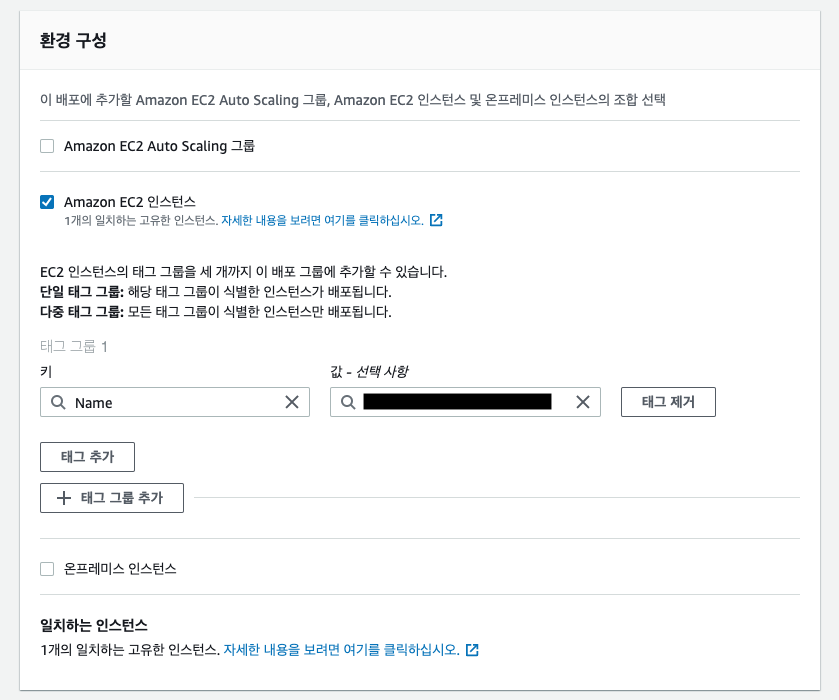 환경 구성
이 배포에 추가할 Amazon EC2 Auto Scaling 그룹, Amazon EC2 인스턴스 및 온프레미스 인스턴스의 조합 선택
Amazon EC2 Auto Scaling 그룹
Amazon EC2 인스턴스
1개의 일치하는 고유한 인스턴스. 자세한 내용을 보려면 여기를 클릭하십시오.
EC2 인스턴스의 태그 그룹을 세 개까지 이 배포 그룹에 추가할 수 있습니다.
단일 태그 그룹: 해당 태그 그룹이 식별한 인스턴스가 배포됩니다.
다중 태그 그룹: 모든 태그 그룹이 식별한 인스턴스만 배포됩니다.
태그 그룹 1
키 값 - 선택 사항
Name 태그 제거
태그 추가
태그 그룹 추가
온프레미스 인스턴스
일치하는 인스턴스
1개의 일치하는 고유한 인스턴스. 자세한 내용을 보려면 여기를 클릭하십시오.